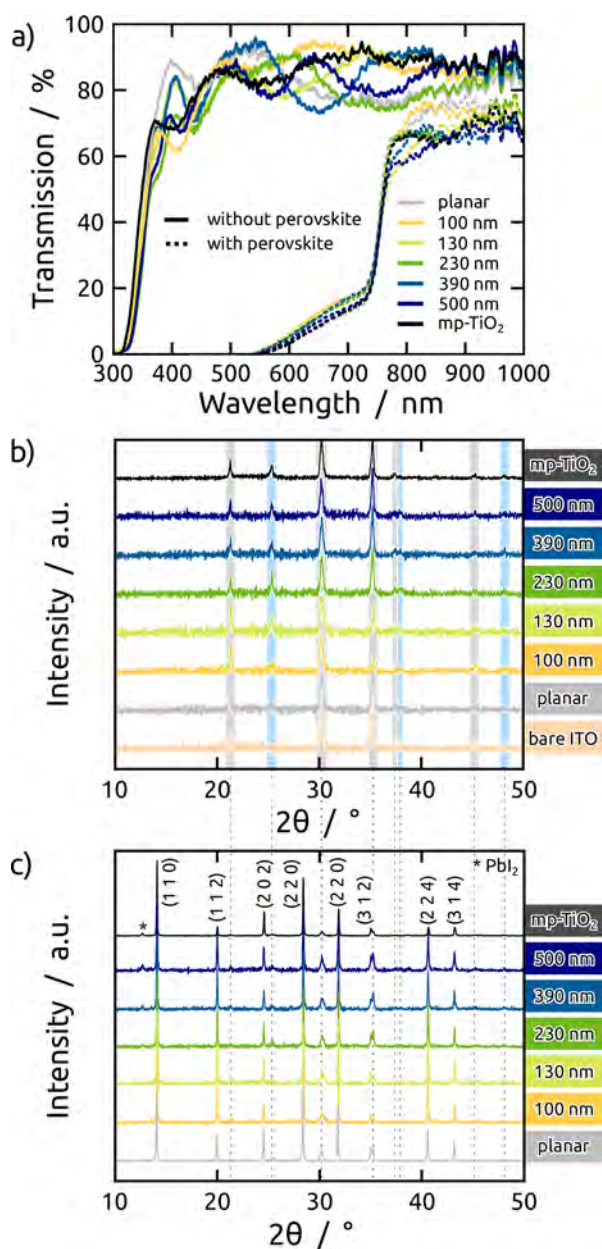 a)
100
80
60
40
20
0
Transmission / %
without perovskite
with perovskite
planar
100 nm
130 nm
230 nm
390 nm
500 nm
mp-TiO₂
300 400 500 600 700 800 900 1000
Wavelength / nm
b)
Intensity / a.u.
mp-TiO₂
500 nm
390 nm
230 nm
130 nm
100 nm
planar
bare ITO
10 20 30 40 50
2θ / °
c)
* PbI₂
*
(1 1 0)
(1 1 2)
(2 0 2)
(2 2 0)
(2 2 0)
(3 1 2)
(2 2 4)
(3 1 4)
Intensity / a.u.
mp-TiO₂
500 nm
390 nm
230 nm
130 nm
100 nm
planar
10 20 30 40 50
2θ / °